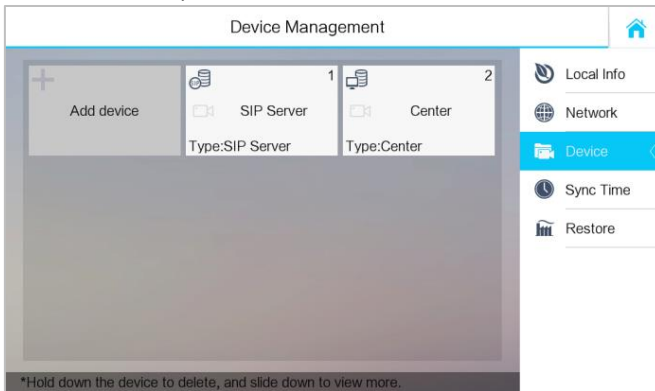 Device Management
Add device
1
SIP Server
Type:SIP Server
2
Center
Type:Center
Local Info
Network
Device
Sync Time
Restore
*Hold down the device to delete, and slide down to view more.